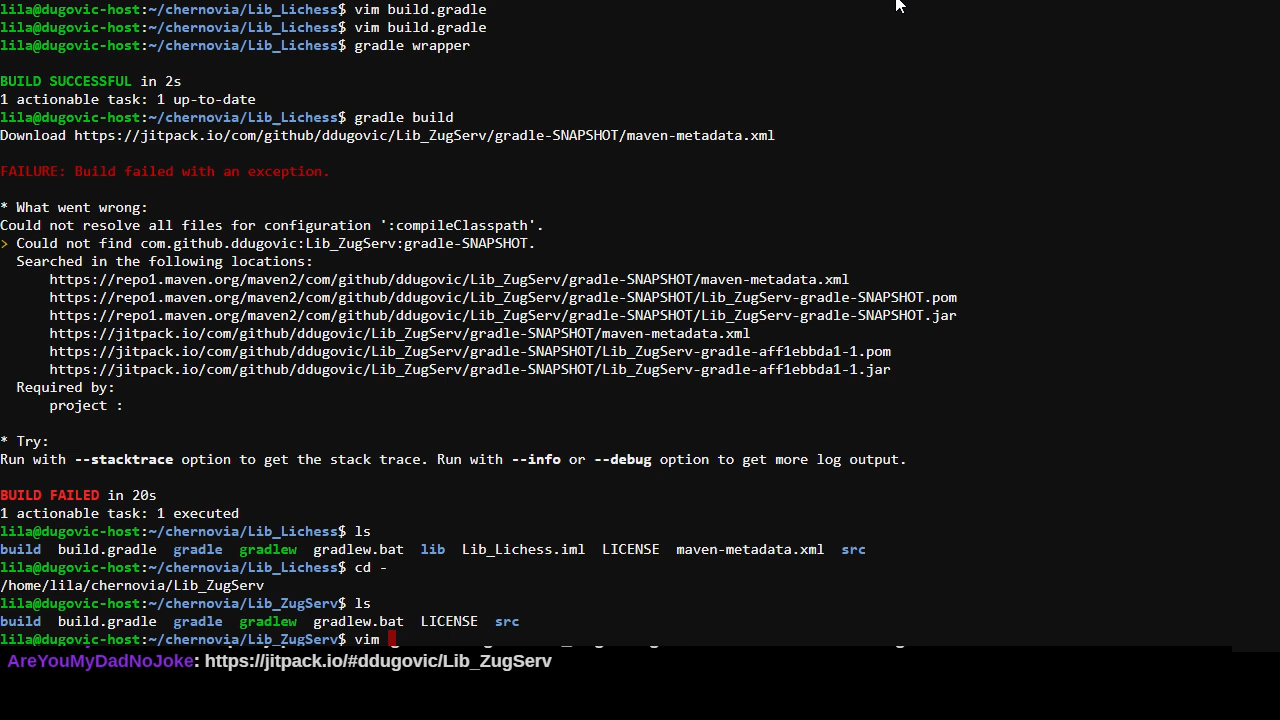 lila@dugovic-host:~/chernovia/Lib_Lichess$ vim build.gradle
lila@dugovic-host:~/chernovia/Lib_Lichess$ vim build.gradle
lila@dugovic-host:~/chernovia/Lib_Lichess$ gradle wrapper
BUILD SUCCESSFUL in 2s
1 actionable task: 1 up-to-date
lila@dugovic-host:~/chernovia/Lib_Lichess$ gradle build
Download https://jitpack.io/com/github/ddugovic/Lib_ZugServ/gradle-SNAPSHOT/maven-metadata.xml
FAILURE: Build failed with an exception.
* What went wrong:
Could not resolve all files for configuration ':compileClasspath'.
> Could not find com.github.ddugovic:Lib_ZugServ:gradle-SNAPSHOT.
Searched in the following locations:
https://repo1.maven.org/maven2/com/github/ddugovic/Lib_ZugServ/gradle-SNAPSHOT/maven-metadata.xml
https://repo1.maven.org/maven2/com/github/ddugovic/Lib_ZugServ/gradle-SNAPSHOT/Lib_ZugServ-gradle-SNAPSHOT.pom
https://repo1.maven.org/maven2/com/github/ddugovic/Lib_ZugServ/gradle-SNAPSHOT/Lib_ZugServ-gradle-SNAPSHOT.jar
https://jitpack.io/com/github/ddugovic/Lib_ZugServ/gradle-SNAPSHOT/maven-metadata.xml
https://jitpack.io/com/github/ddugovic/Lib_ZugServ/gradle-SNAPSHOT/Lib_ZugServ-gradle-aff1ebbda1-1.pom
https://jitpack.io/com/github/ddugovic/Lib_ZugServ/gradle-SNAPSHOT/Lib_ZugServ-gradle-aff1ebbda1-1.jar
Required by:
project :
* Try:
Run with --stacktrace option to get the stack trace. Run with --info or --debug option to get more log output.
BUILD FAILED in 20s
1 actionable task: 1 executed
lila@dugovic-host:~/chernovia/Lib_Lichess$ ls
build build.gradle gradle gradlew gradlew.bat lib Lib_Lichess.iml LICENSE maven-metadata.xml src
lila@dugovic-host:~/chernovia/Lib_Lichess$ cd -
/home/lila/chernovia/Lib_ZugServ
lila@dugovic-host:~/chernovia/Lib_ZugServ$ ls
build build.gradle gradle gradlew gradlew.bat LICENSE src
lila@dugovic-host:~/chernovia/Lib_ZugServ$ vim
AreYouMyDadNoJoke: https://jitpack.io/#ddugovic/Lib_ZugServ